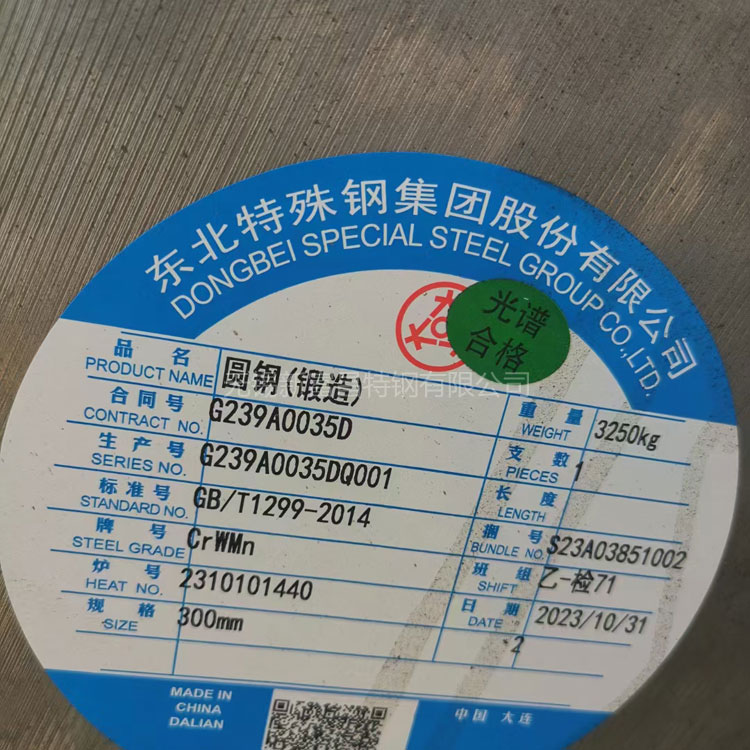 东北特殊钢集团股份有限公司
DONGBEI SPECIAL STEEL GROUP CO.,LTD.
光谱
合格
品名 圆钢(锻造)
PRODUCT NAME
重量 3250kg
WEIGHT
合同号 G239A0035D
CONTRACT NO.
支数 1
PIECES
生产号 G239A0035DQ001
SERIES NO.
长度
LENGTH
标准号 GB/T1299-2014
STANDARD NO.
捆号 S23A03851002
BUNDLE NO.
牌号 CrWMn
STEEL GRADE
班组 乙-检71
SHIFT
炉号 2310101440
HEAT NO.
日期 2023/10/31
DATE
规格 300mm
SIZE
*2
MADE IN
CHINA
DALIAN
中国 大连